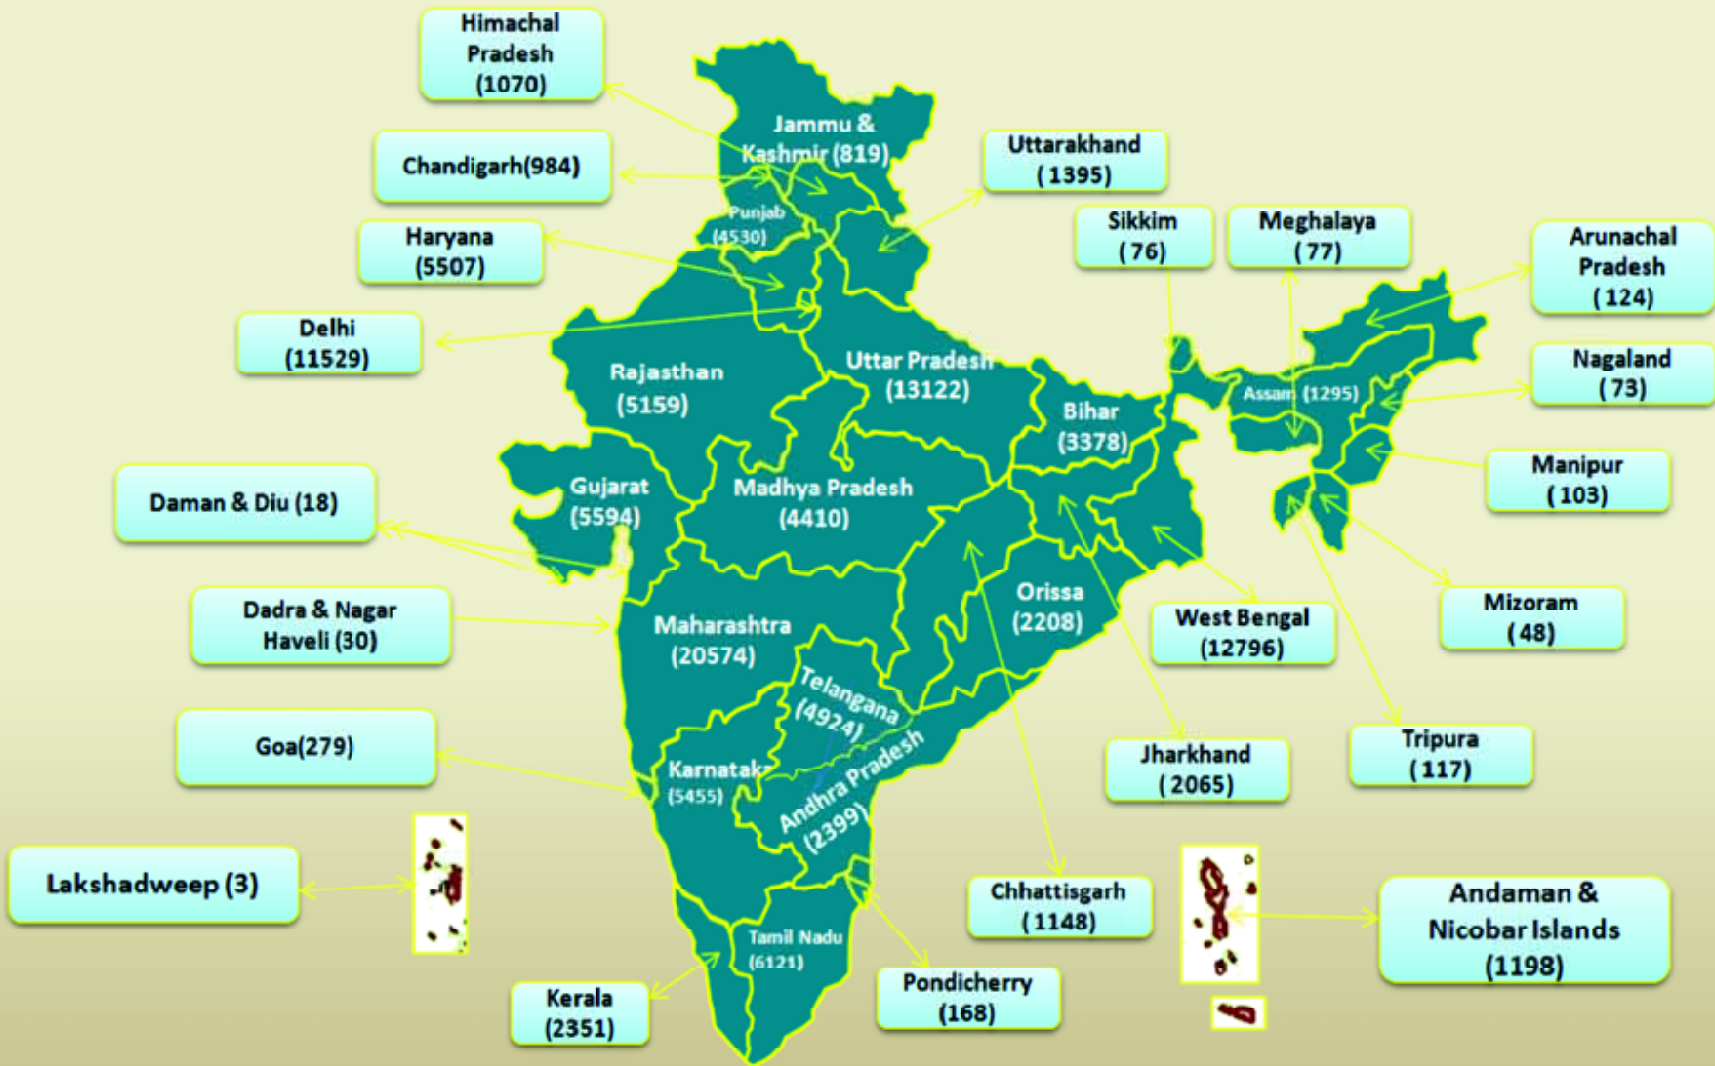 Himachal
Pradesh
(1070)
Jammu &
Kashmir (819)
Uttarakhand
( 1395)
Chandigarh(984)
Punjab
(4530)
Haryana
(5507)
Sikkim
( 76)
Meghalaya
( 77)
Arunachal
Pradesh
( 124)
Delhi
(11529)
Rajasthan
(5159)
Uttar Pradesh
(13122)
Bihar
(3378)
Assam (1295)
Nagaland
( 73)
Manipur
( 103)
Daman & Diu (18)
Gujarat
(5594)
Madhya Pradesh
(4410)
Dadra & Nagar
Haveli (30)
Maharashtra
(20574)
Orissa
(2208)
West Bengal
(12796)
Mizoram
( 48)
Telangana
(4924)
Goa(279)
Karnataka
(5455)
Andhra Pradesh
(2399)
Jharkhand
( 2065)
Tripura
( 117)
Lakshadweep (3)
Chhattisgarh
( 1148)
Andaman &
Nicobar Islands
(1198)
Tamil Nadu
(6121)
Kerala
(2351)
Pondicherry
(168)